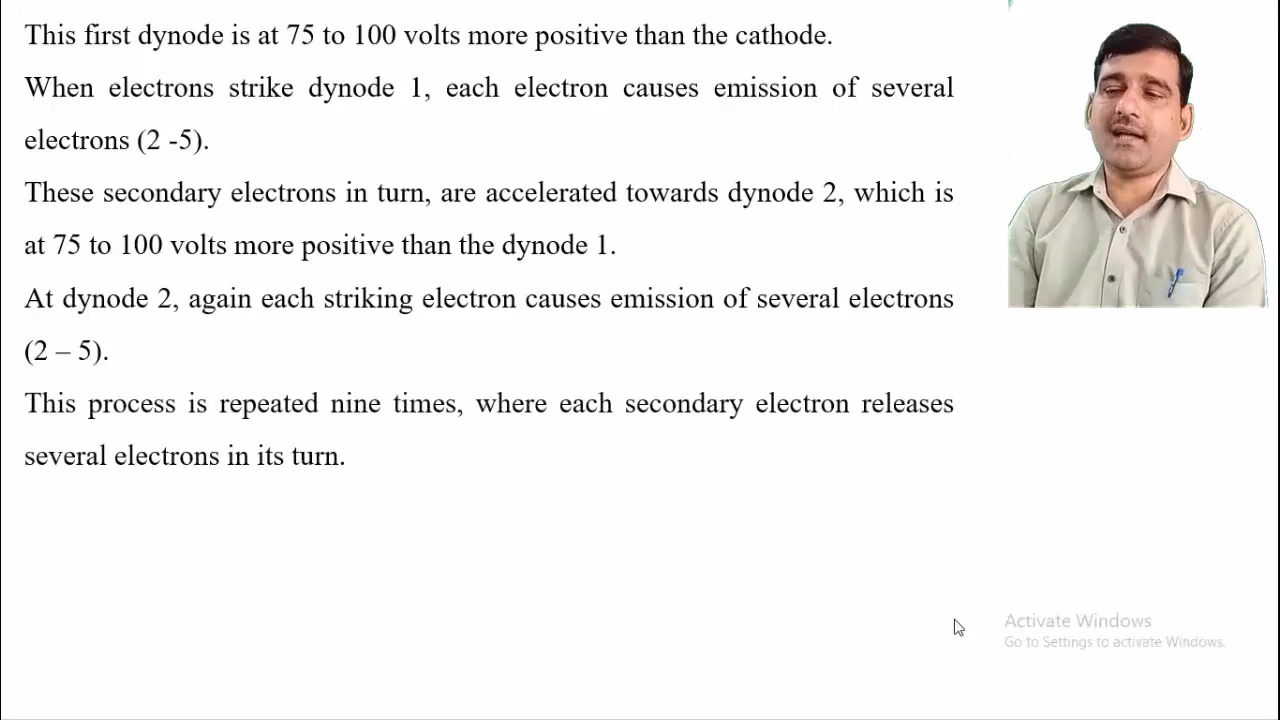 This first dynode is at 75 to 100 volts more positive than the cathode.
When electrons strike dynode 1, each electron causes emission of several
electrons (2 -5).
These secondary electrons in turn, are accelerated towards dynode 2, which is
at 75 to 100 volts more positive than the dynode 1.
At dynode 2, again each striking electron causes emission of several electrons
(2 – 5).
This process is repeated nine times, where each secondary electron releases
several electrons in its turn.
Activate Windows
Go to Settings to activate Windows.